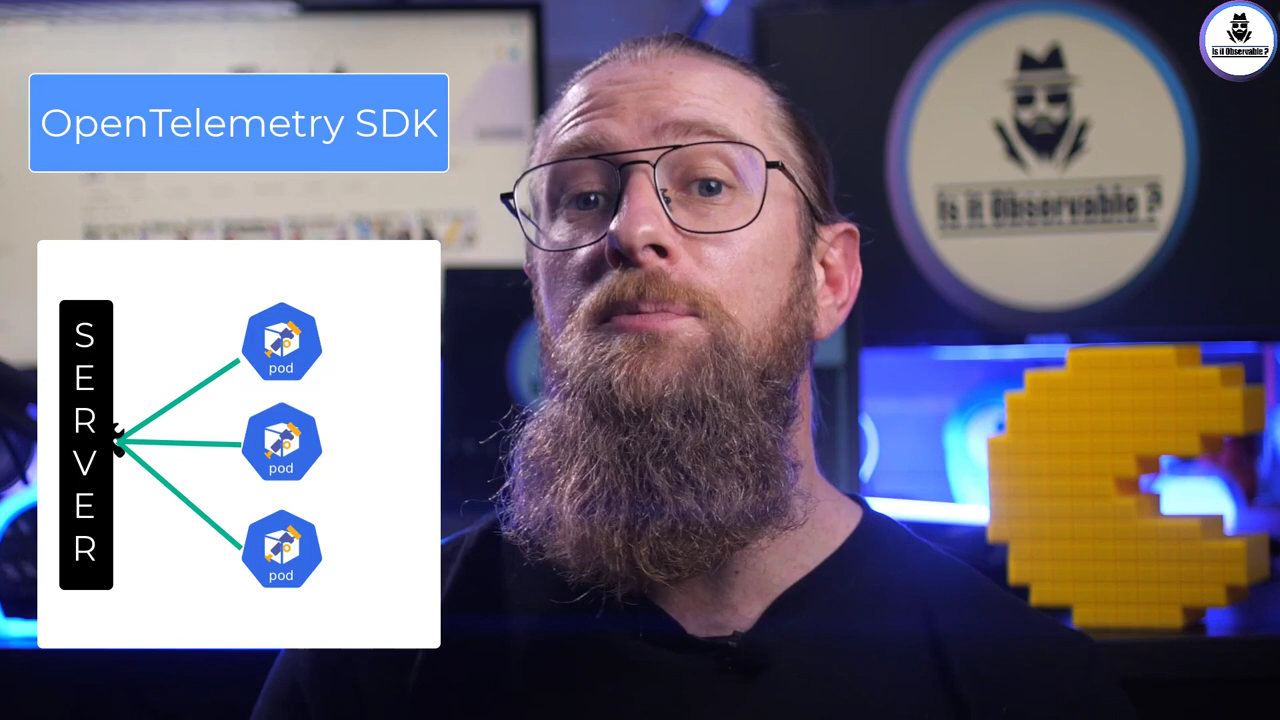 OpenTelemetry SDK
S
E
R
V
E
R
pod
pod
pod
is it Observable ?
is it Observable ?